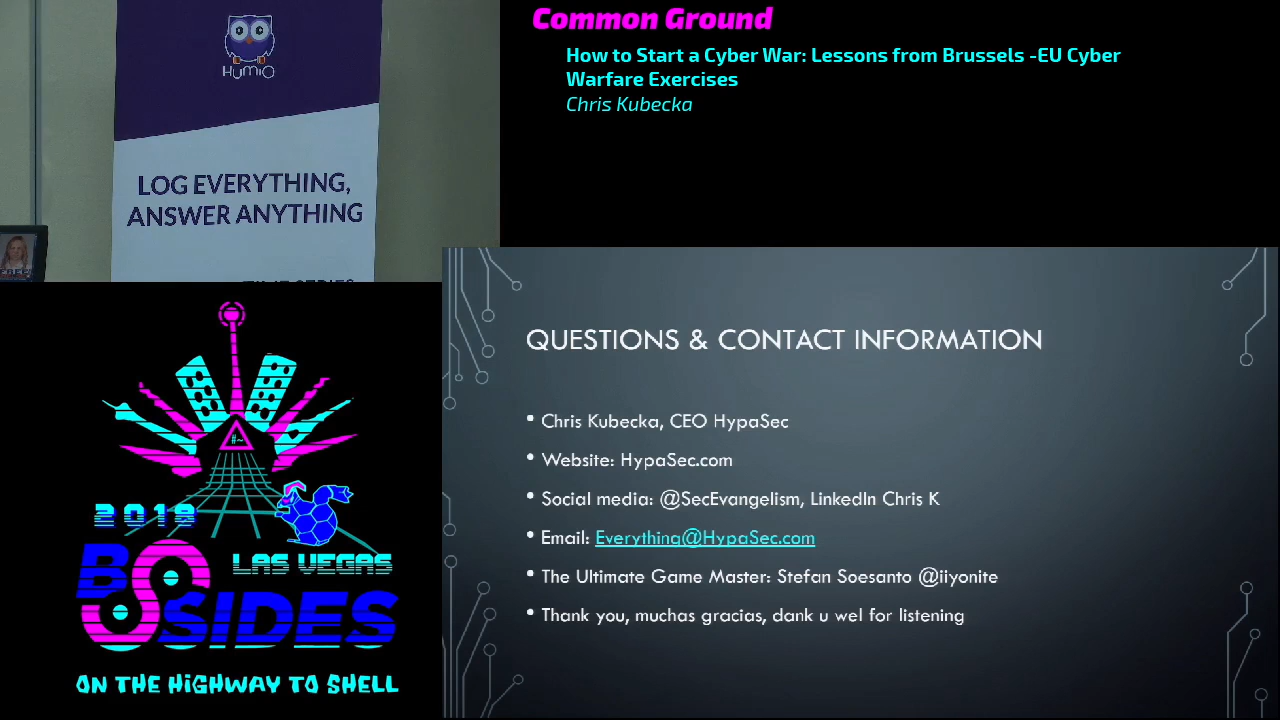 HUMIO
LOG EVERYTHING,
ANSWER ANYTHING
FREE
Common Ground
How to Start a Cyber War: Lessons from Brussels -EU Cyber
Warfare Exercises
Chris Kubecka
#~
2019
BSIDES
LAS VEGAS
ON THE HIGHWAY TO SHELL
QUESTIONS & CONTACT INFORMATION
• Chris Kubecka, CEO HypaSec
• Website: HypaSec.com
• Social media: @SecEvangelism, LinkedIn Chris K
• Email: Everything@HypaSec.com
• The Ultimate Game Master: Stefan Soesanto @iiyonite
• Thank you, muchas gracias, dank u wel for listening